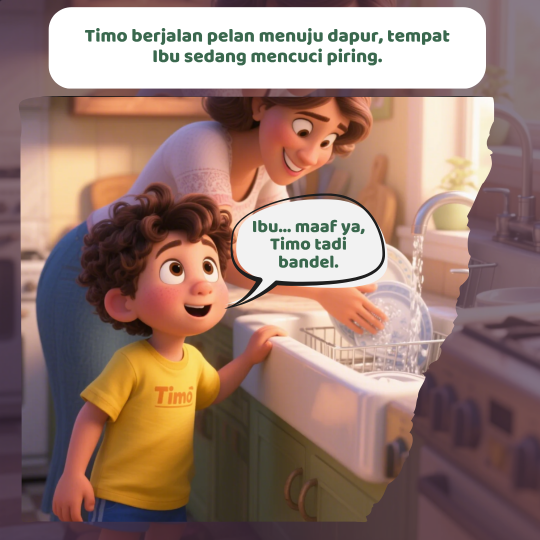 Timo berjalan pelan menuju dapur, tempat
Ibu sedang mencuci piring.
Ibu... maaf ya,
Timo tadi
bandel.
Timo